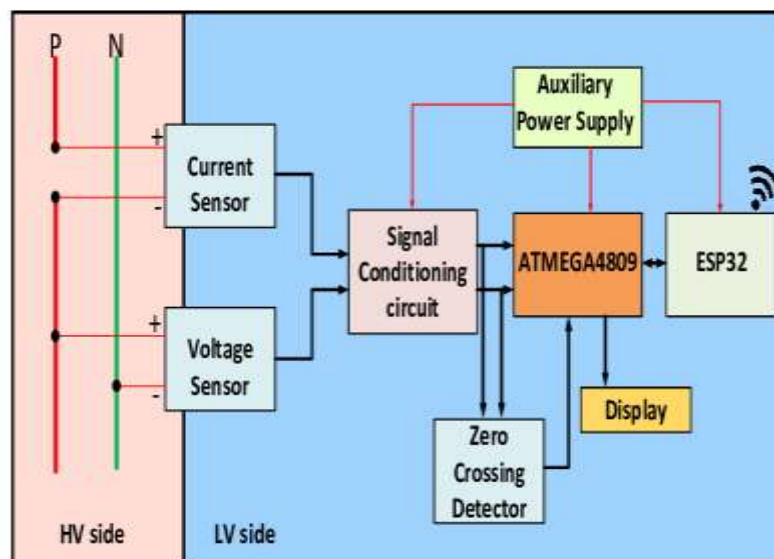 P N
+
Current
Sensor
-
+
Voltage
Sensor
-
Signal
Conditioning
circuit
Auxiliary
Power Supply
ATMEGA4809
ESP32
Display
Zero
Crossing
Detector
HV side
LV side